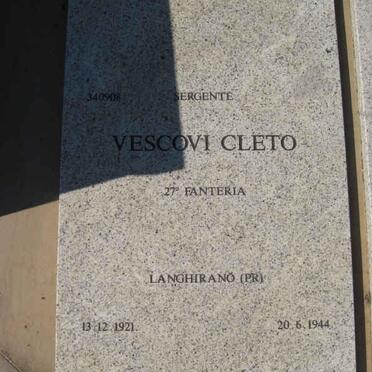 340908 SERGENTE
VESCOVI CLETO
27° FANTERIA
LANGHIRANO (PR)
13.12.1921 20.6.1944